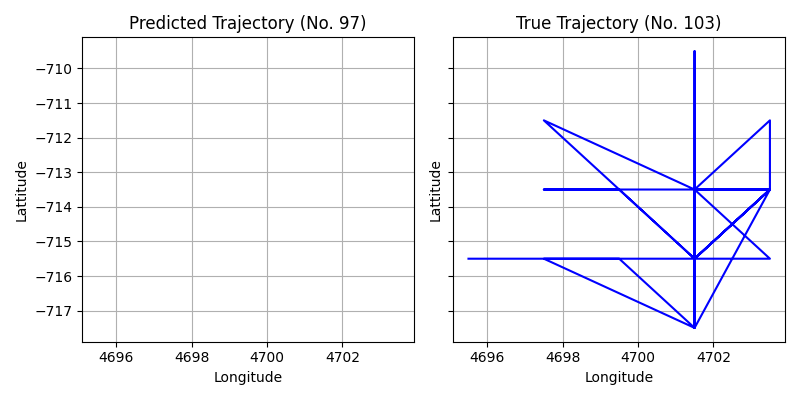 Predicted Trajectory (No. 97)
True Trajectory (No. 103)
−710
−711
−712
−713
−714
−715
−716
−717
Lattitude
Lattitude
4696 4698 4700 4702
4696 4698 4700 4702
Longitude
Longitude